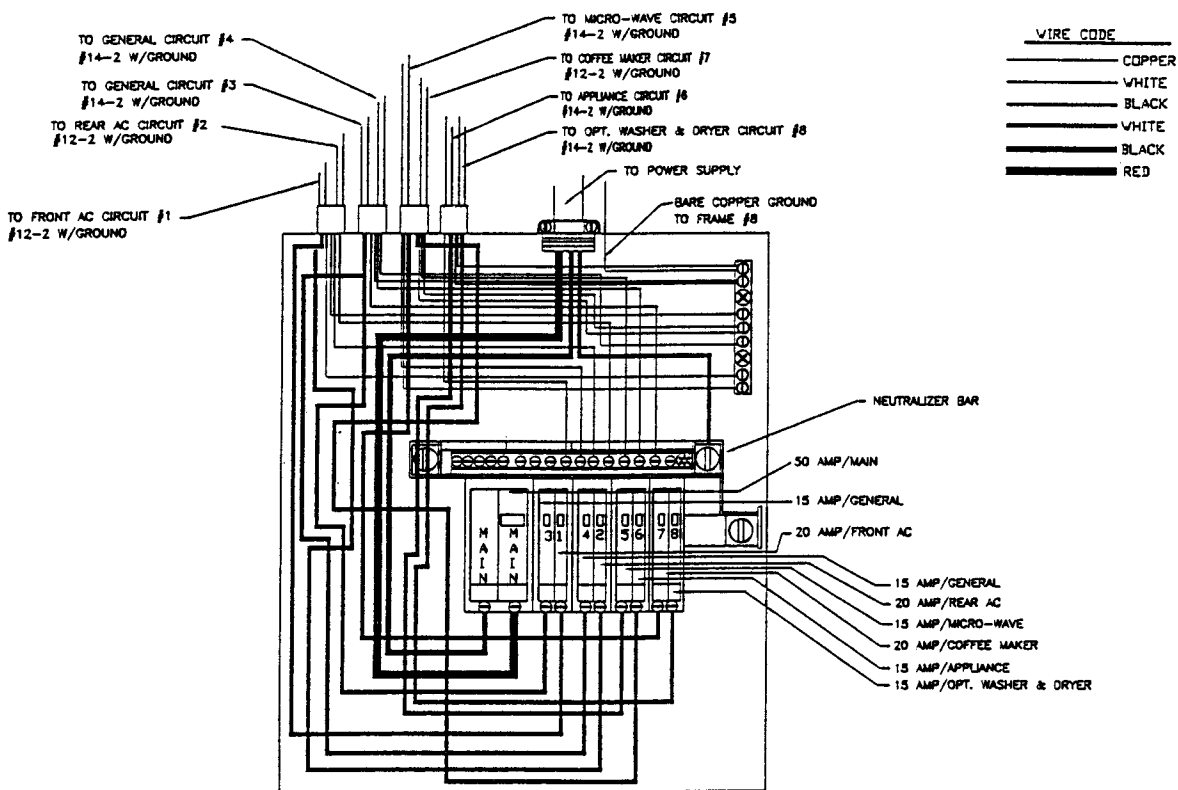 TO MICRO-WAVE CIRCUIT #5
#14-2 W/GROUND
TO GENERAL CIRCUIT #4
#14-2 W/GROUND
TO COFFEE MAKER CIRCUIT #7
#12-2 W/GROUND
TO GENERAL CIRCUIT #3
#14-2 W/GROUND
TO APPLIANCE CIRCUIT #6
#14-2 W/GROUND
TO REAR AC CIRCUIT #2
#12-2 W/GROUND
TO OPT. WASHER & DRYER CIRCUIT #8
#14-2 W/GROUND
TO POWER SUPPLY
TO FRONT AC CIRCUIT #1
#12-2 W/GROUND
BARE COPPER GROUND
TO FRAME #8
WIRE CODE
COPPER
WHITE
BLACK
WHITE
BLACK
RED
NEUTRALIZER BAR
50 AMP/MAIN
15 AMP/GENERAL
20 AMP/FRONT AC
15 AMP/GENERAL
20 AMP/REAR AC
15 AMP/MICRO-WAVE
20 AMP/COFFEE MAKER
15 AMP/APPLIANCE
15 AMP/OPT. WASHER & DRYER
MAIN
MAIN
3 1 4 2 5 6 7 8